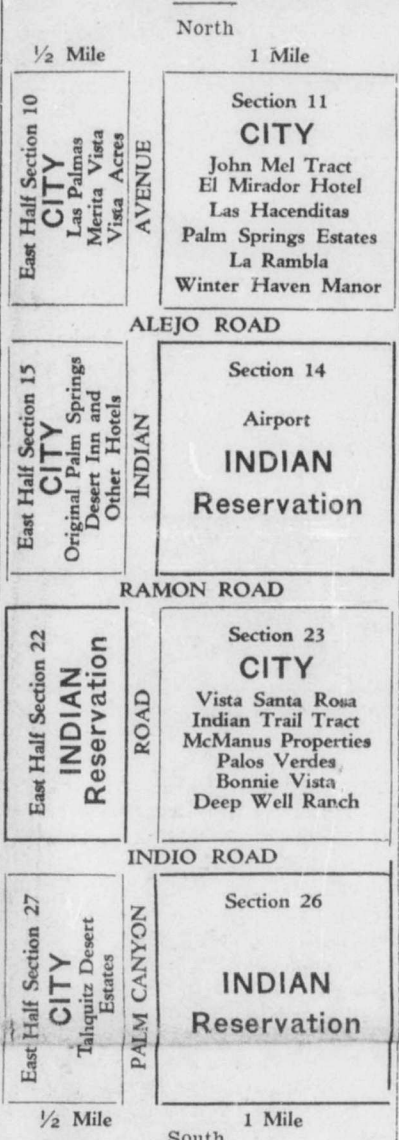 North
½ Mile
1 Mile
East Half Section 10
CITY
Las Palmas
Merita Vista
Vista Acres
AVENUE
Section 11
CITY
John Mel Tract
El Mirador Hotel
Las Hacenditas
Palm Springs Estates
La Rambla
Winter Haven Manor
ALEJO ROAD
East Half Section 15
CITY
Original Palm Springs
Desert Inn and
Other Hotels
INDIAN
Section 14
Airport
INDIAN
Reservation
RAMON ROAD
East Half Section 22
INDIAN
Reservation
ROAD
Section 23
CITY
Vista Santa Rosa
Indian Trail Tract
McManus Properties
Palos Verdes
Bonnie Vista
Deep Well Ranch
INDIO ROAD
East Half Section 27
CITY
Tahquitz Desert
Estates
PALM CANYON
Section 26
INDIAN
Reservation
½ Mile
1 Mile
South